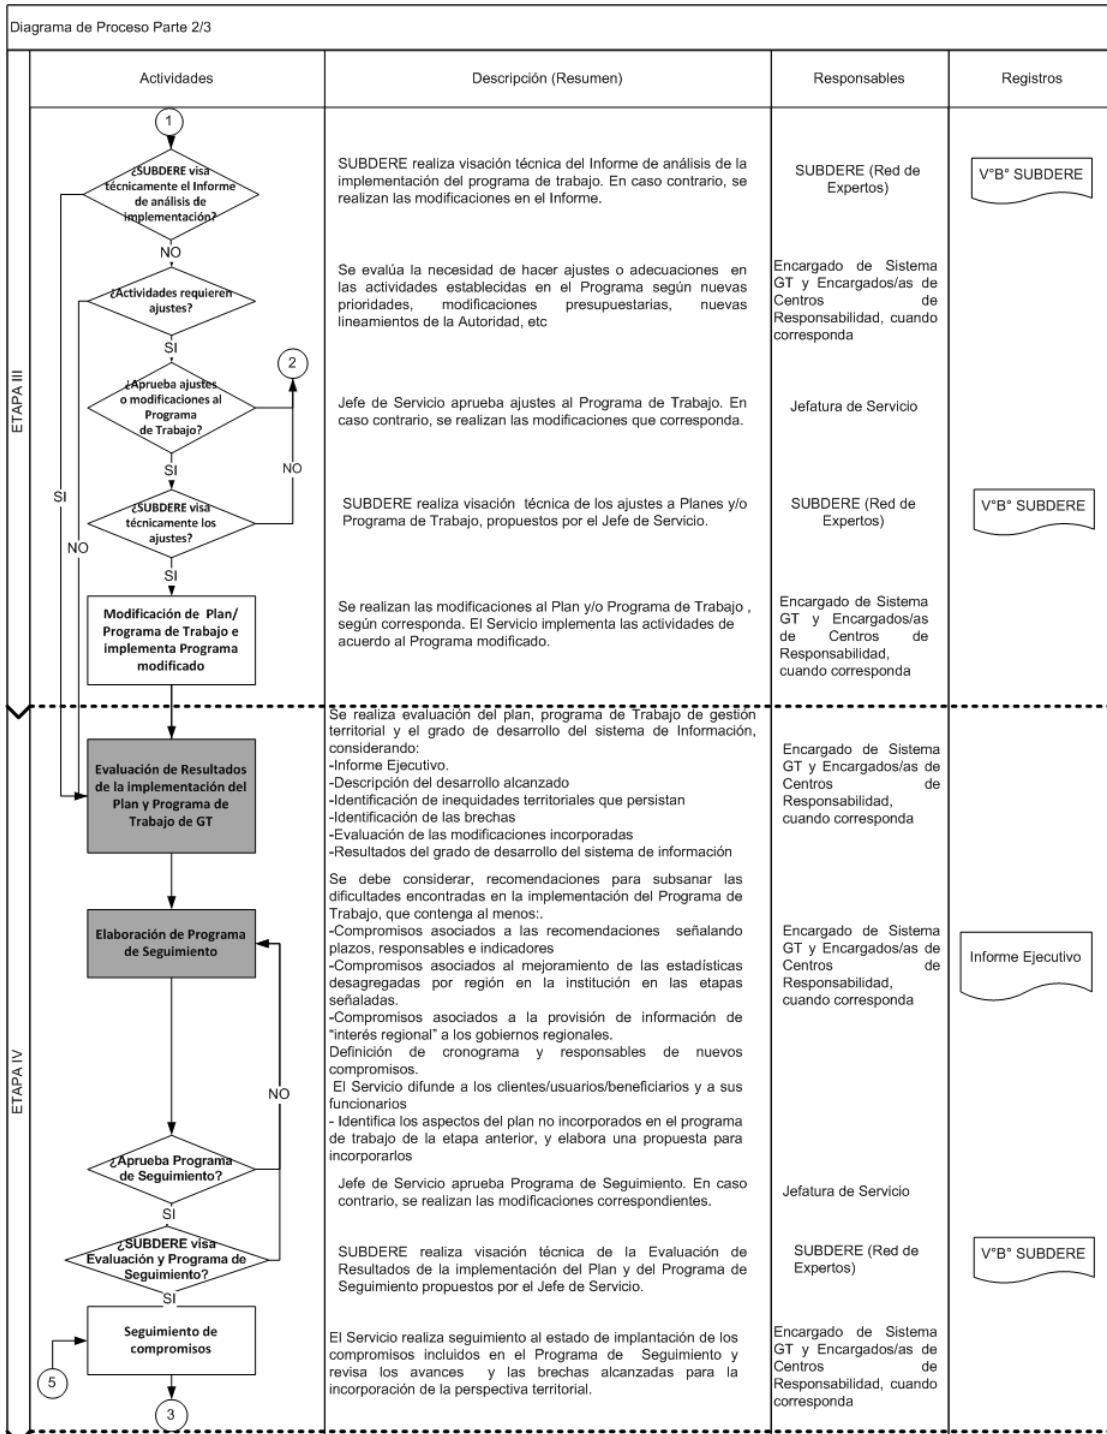 Diagrama de Proceso Parte 2/3
Actividades
Descripción (Resumen)
Responsables
Registros
ETAPA III
1
¿SUBDERE visa
técnicamente el Informe
de análisis de
implementación?
SUBDERE realiza visación técnica del Informe de análisis de la
implementación del programa de trabajo. En caso contrario, se
realizan las modificaciones en el Informe.
SUBDERE (Red de
Expertos)
V°B° SUBDERE
NO
¿Actividades requieren
ajustes?
Se evalúa la necesidad de hacer ajustes o adecuaciones en
las actividades establecidas en el Programa según nuevas
prioridades, modificaciones presupuestarias, nuevas
lineamientos de la Autoridad, etc
Encargado de Sistema
GT y Encargados/as de
Centros de
Responsabilidad, cuando
corresponda
SI
2
¿Aprueba ajustes
o modificaciones al
Programa
de Trabajo?
Jefe de Servicio aprueba ajustes al Programa de Trabajo. En
caso contrario, se realizan las modificaciones que corresponda.
Jefatura de Servicio
SI
NO
SI
¿SUBDERE visa
técnicamente los
ajustes?
SUBDERE realiza visación técnica de los ajustes a Planes y/o
Programa de Trabajo, propuestos por el Jefe de Servicio.
SUBDERE (Red de
Expertos)
V°B° SUBDERE
NO
SI
Modificación de Plan/
Programa de Trabajo e
implementa Programa
modificado
Se realizan las modificaciones al Plan y/o Programa de Trabajo ,
según corresponda. El Servicio implementa las actividades de
acuerdo al Programa modificado.
Encargado de Sistema
GT y Encargados/as
de Centros de
Responsabilidad,
cuando corresponda
ETAPA IV
Evaluación de Resultados
de la implementación del
Plan y Programa de
Trabajo de GT
Se realiza evaluación del plan, programa de Trabajo de gestión
territorial y el grado de desarrollo del sistema de Información,
considerando:
-Informe Ejecutivo.
-Descripción del desarrollo alcanzado
-Identificación de inequidades territoriales que persistan
-Identificación de las brechas
-Evaluación de las modificaciones incorporadas
-Resultados del grado de desarrollo del sistema de información
Encargado de Sistema
GT y Encargados/as de
Centros de
Responsabilidad,
cuando corresponda
Elaboración de Programa
de Seguimiento
Se debe considerar, recomendaciones para subsanar las
dificultades encontradas en la implementación del Programa de
Trabajo, que contenga al menos:.
-Compromisos asociados a las recomendaciones señalando
plazos, responsables e indicadores
-Compromisos asociados al mejoramiento de las estadísticas
desagregadas por región en la institución en las etapas
señaladas.
-Compromisos asociados a la provisión de información de
“interés regional” a los gobiernos regionales.
Definición de cronograma y responsables de nuevos
compromisos.
El Servicio difunde a los clientes/usuarios/beneficiarios y a sus
funcionarios
- Identifica los aspectos del plan no incorporados en el programa
de trabajo de la etapa anterior, y elabora una propuesta para
incorporarlos
Encargado de Sistema
GT y Encargados/as de
Centros de
Responsabilidad,
cuando corresponda
Informe Ejecutivo
NO
¿Aprueba Programa
de Seguimiento?
Jefe de Servicio aprueba Programa de Seguimiento. En caso
contrario, se realizan las modificaciones correspondientes.
Jefatura de Servicio
SI
¿SUBDERE visa
Evaluación y Programa de
Seguimiento?
SUBDERE realiza visación técnica de la Evaluación de
Resultados de la implementación del Plan y del Programa de
Seguimiento propuestos por el Jefe de Servicio.
SUBDERE (Red de
Expertos)
V°B° SUBDERE
SI
Seguimiento de
compromisos
El Servicio realiza seguimiento al estado de implantación de los
compromisos incluidos en el Programa de Seguimiento y
revisa los avances y las brechas alcanzadas para la
incorporación de la perspectiva territorial.
Encargado de Sistema
GT y Encargados/as de
Centros de
Responsabilidad, cuando
corresponda
5
3